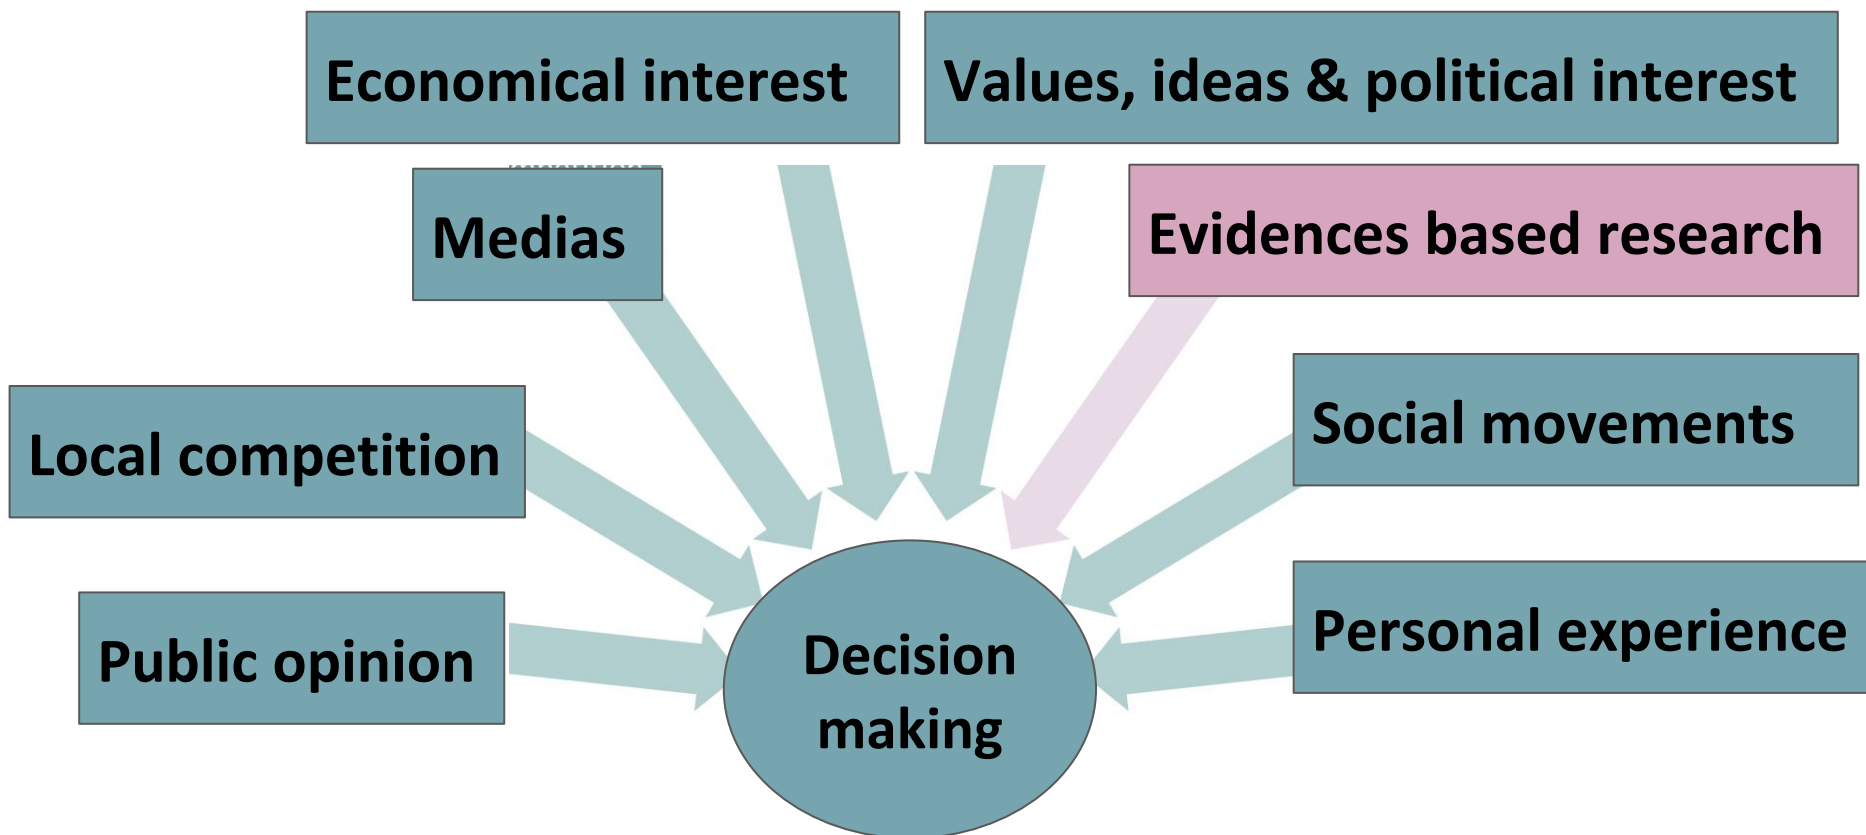 Economical interest
Values, ideas & political interest
Medias
Evidences based research
Local competition
Social movements
Public opinion
Personal experience
Decision
making